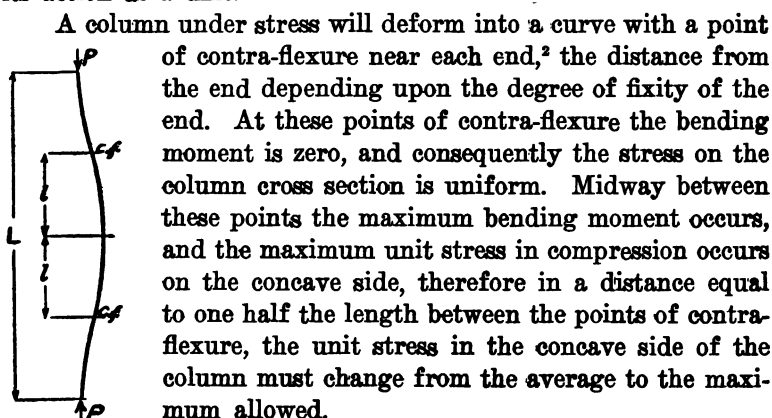 A column under stress will deform into a curve with a point
of contra-flexure near each end,² the distance from
the end depending upon the degree of fixity of the
end. At these points of contra-flexure the bending
moment is zero, and consequently the stress on the
column cross section is uniform. Midway between
these points the maximum bending moment occurs,
and the maximum unit stress in compression occurs
on the concave side, therefore in a distance equal
to one half the length between the points of contra-
flexure, the unit stress in the concave side of the
column must change from the average to the maxi-
mum allowed.
P
c.f.
l
L
l
c.f.
P